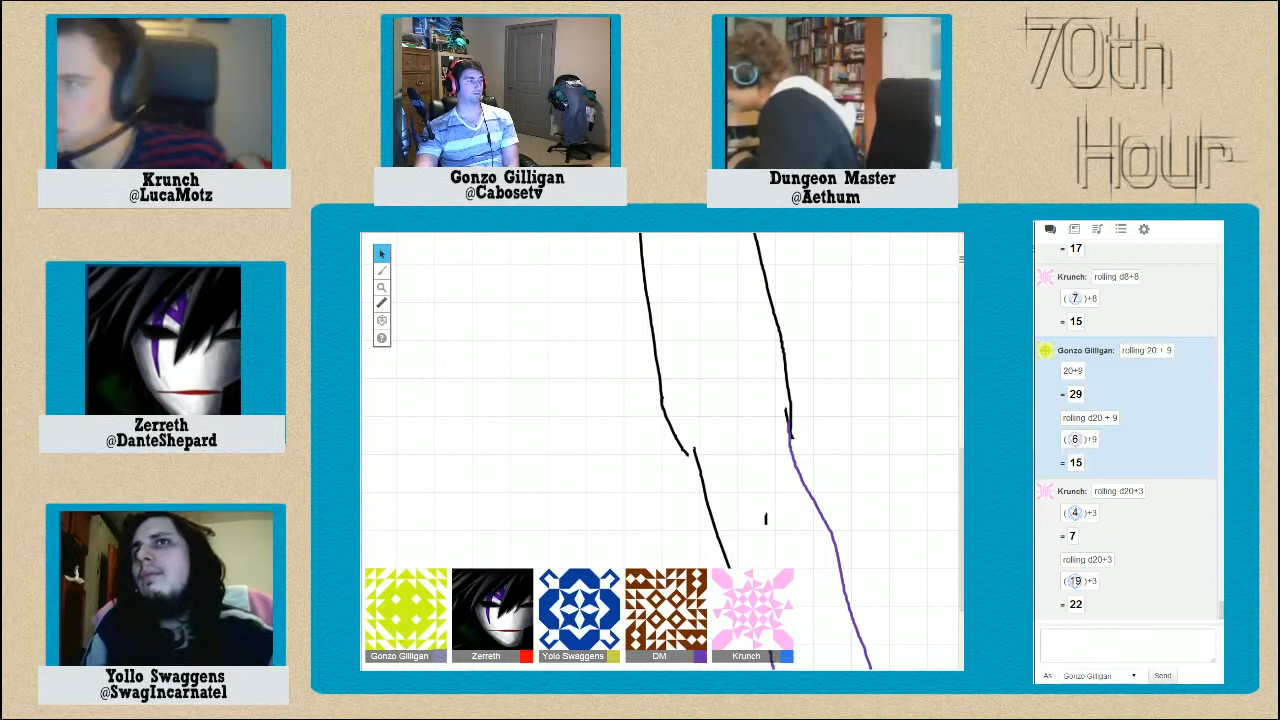 70th
Hour
Krunch
@LucaMotz
Gonzo Gilligan
@Cabosetv
Dungeon Master
@Aethum
Zerreth
@DanteShepard
Yollo Swaggens
@SwagIncarnate1
= 17
Krunch: rolling d8+8
(7)+8
= 15
Gonzo Gilligan: rolling 20 + 9
20+9
= 29
rolling d20 + 9
(6)+9
= 15
Krunch: rolling d20+3
(4)+3
= 7
rolling d20+3
(19)+3
= 22
As Gonzo Gilligan Send
Gonzo Gilligan
Zerreth
Yolo Swaggens
DM
Krunch